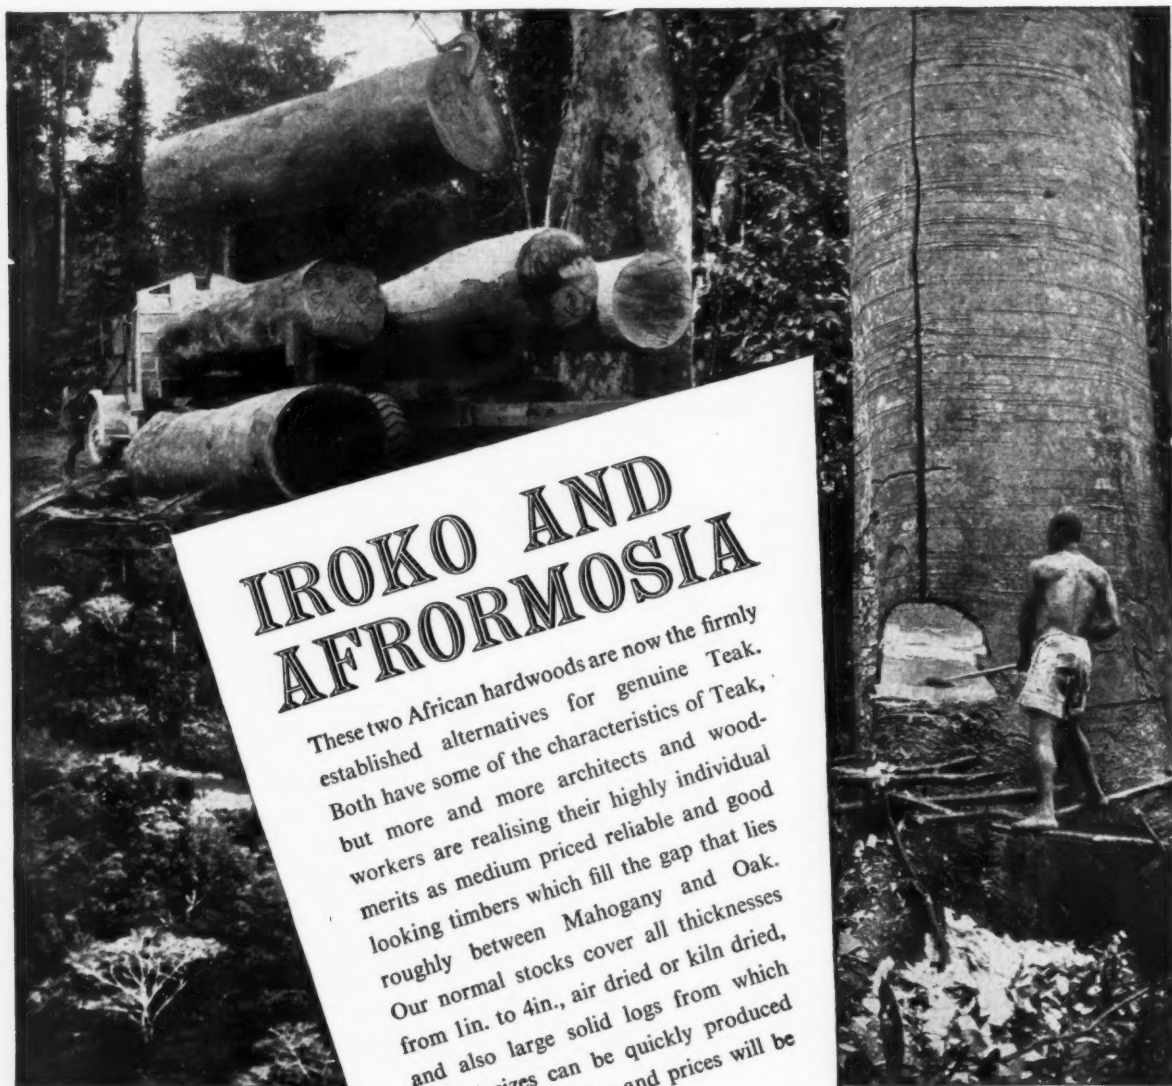 IROKO AND
AFRORMOSIA
These two African hardwoods are now the firmly
established alternatives for genuine Teak.
Both have some of the characteristics of Teak,
but more and more architects and wood-
workers are realising their highly individual
merits as medium priced reliable and good
looking timbers which fill the gap that lies
roughly between Mahogany and Oak.
Our normal stocks cover all thicknesses
from 1in. to 4in., air dried or kiln dried,
and also large solid logs from which
sizes can be quickly produced
and prices will be